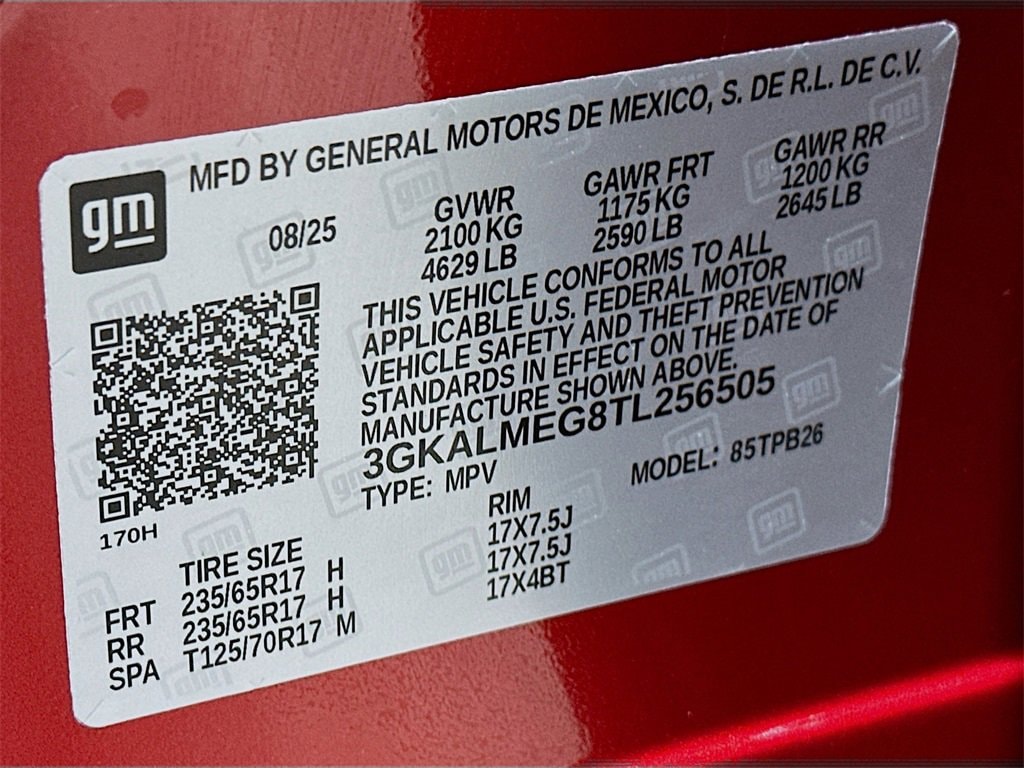 MFD BY GENERAL MOTORS DE MEXICO, S. DE R.L. DE C.V.
gm
08/25
GVWR
2100 KG
4629 LB
GAWR FRT
1175 KG
2590 LB
GAWR RR
1200 KG
2645 LB
THIS VEHICLE CONFORMS TO ALL
APPLICABLE U.S. FEDERAL MOTOR
VEHICLE SAFETY AND THEFT PREVENTION
STANDARDS IN EFFECT ON THE DATE OF
MANUFACTURE SHOWN ABOVE.
3GKALMEG8TL256505
TYPE: MPV
MODEL: 85TPB26
170H
TIRE SIZE
RIM
FRT 235/65R17 H 17X7.5J
RR 235/65R17 H 17X7.5J
SPA T125/70R17 M 17X4BT